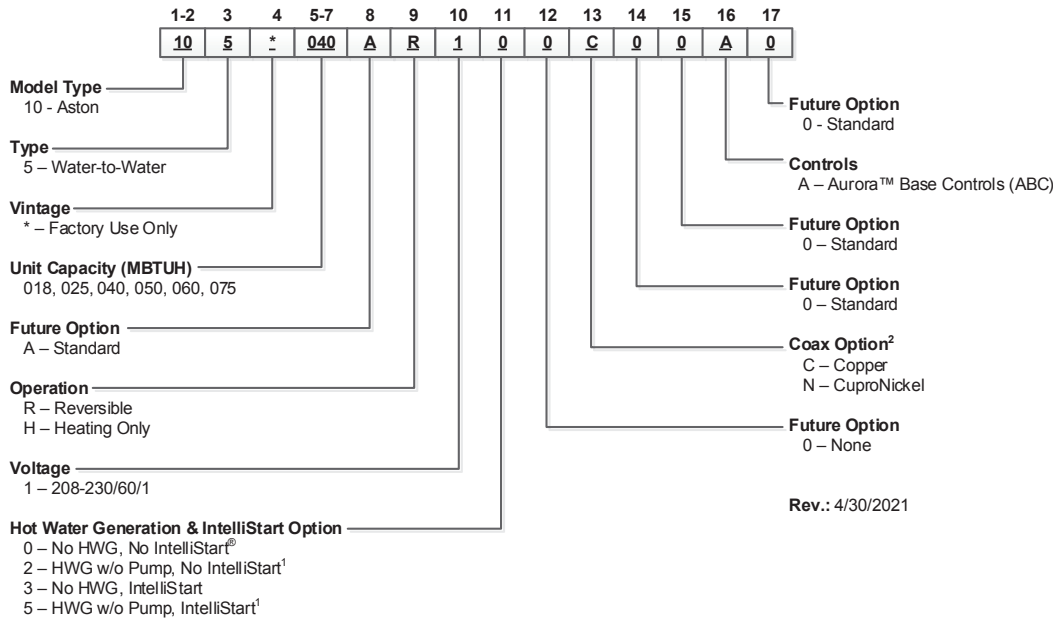 1-2 3 4 5-7 8 9 10 11 12 13 14 15 16 17
10 5 * 040 A R 1 0 0 C 0 0 A 0
Model Type
10 - Aston
Type
5 – Water-to-Water
Vintage
* – Factory Use Only
Unit Capacity (MBTUH)
018, 025, 040, 050, 060, 075
Future Option
A – Standard
Operation
R – Reversible
H – Heating Only
Voltage
1 – 208-230/60/1
Hot Water Generation & IntelliStart Option
0 – No HWG, No IntelliStart®
2 – HWG w/o Pump, No IntelliStart¹
3 – No HWG, IntelliStart
5 – HWG w/o Pump, IntelliStart¹
Future Option
0 - Standard
Controls
A – Aurora™ Base Controls (ABC)
Future Option
0 – Standard
Future Option
0 – Standard
Coax Option²
C – Copper
N – CuproNickel
Future Option
0 – None
Rev.: 4/30/2021